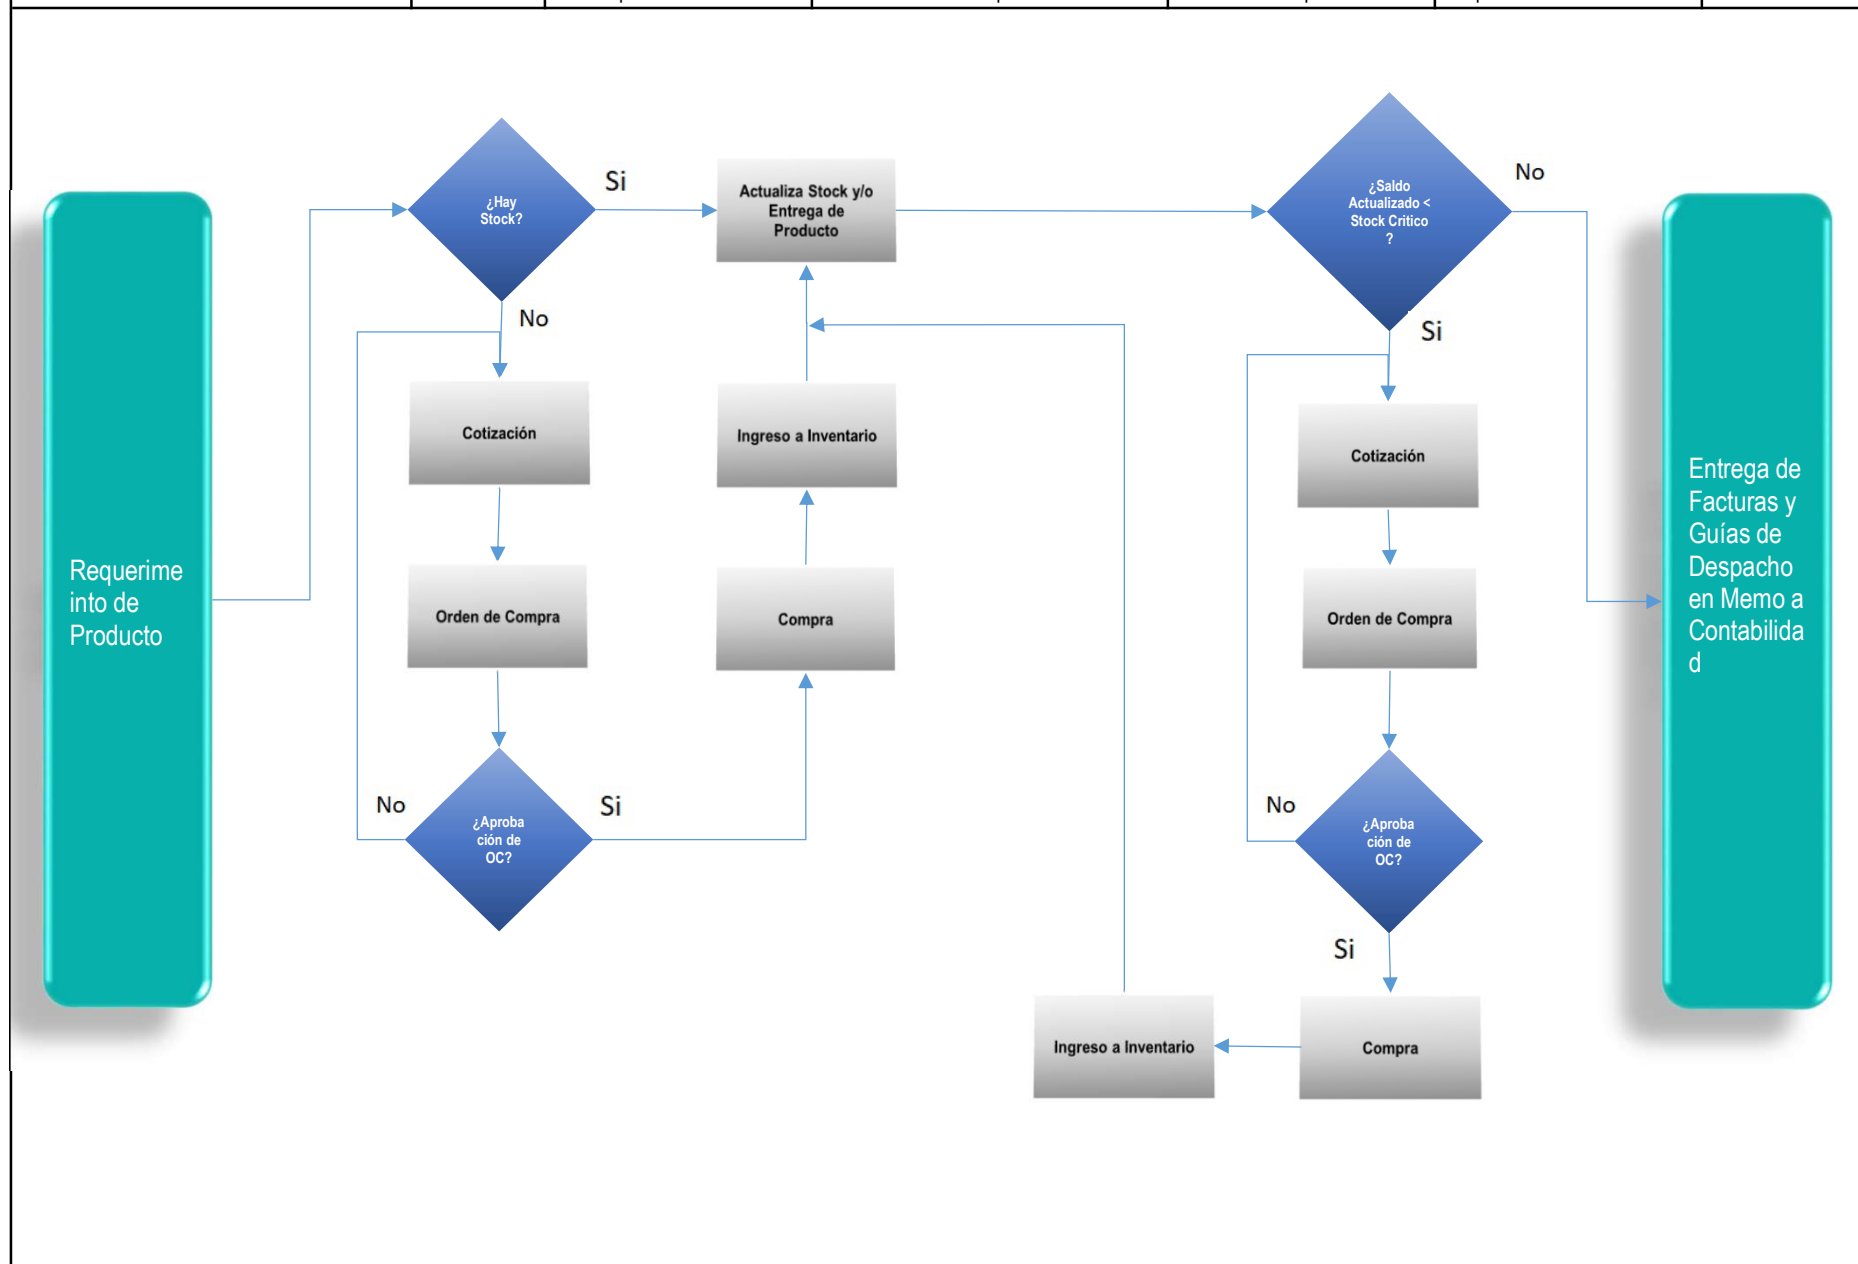 Requerime
into de
Producto
¿Hay
Stock?
Si
No
Cotización
Orden de Compra
¿Aproba
ción de
OC?
No
Si
Actualiza Stock y/o
Entrega de
Producto
Ingreso a Inventario
Compra
¿Saldo
Actualizado <
Stock Critico
?
No
Si
Cotización
Orden de Compra
¿Aproba
ción de
OC?
No
Si
Compra
Ingreso a Inventario
Entrega de
Facturas y
Guías de
Despacho
en Memo a
Contabilida
d